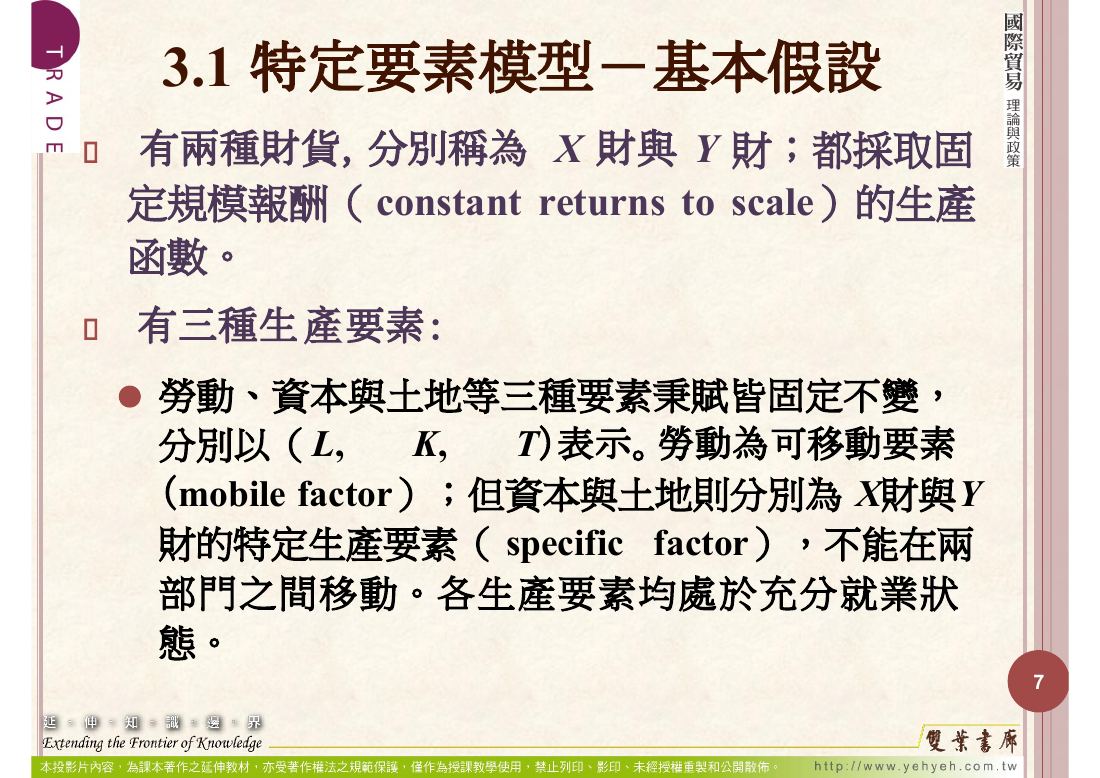 TRADE
國際貿易 理論與政策
3.1 特定要素模型－基本假設
有兩種財貨, 分別稱為 X 財與 Y 財；都採取固
定規模報酬（constant returns to scale）的生產
函數。
有三種生產要素:
勞動、資本與土地等三種要素秉賦皆固定不變，
分別以（L, K, T)表示。勞動為可移動要素
(mobile factor）；但資本與土地則分別為 X財與Y
財的特定生產要素（specific factor），不能在兩
部門之間移動。各生產要素均處於充分就業狀
態。
7
延．伸．知．識．邊．界
Extending the Frontier of Knowledge
雙葉書廊
本投影片內容，為課本著作之延伸教材，亦受著作權法之規範保護，僅作為授課教學使用，禁止列印、影印、未經授權重製和公開散佈。
http://www.yehyeh.com.tw